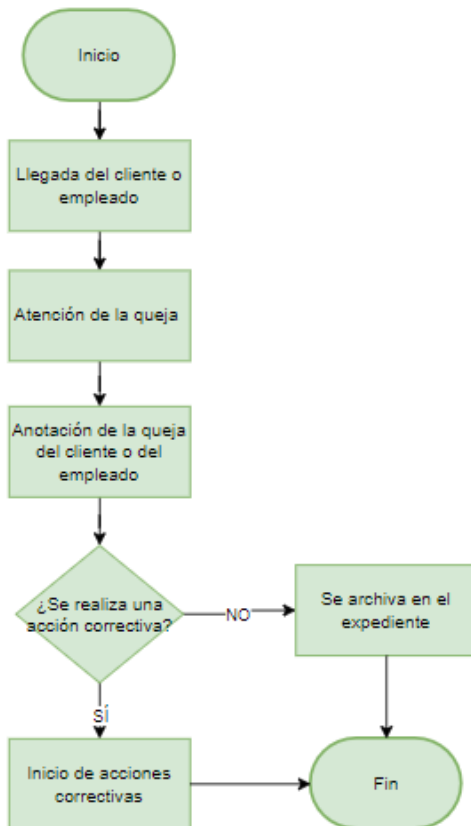 Inicio
Llegada del cliente o
empleado
Atención de la queja
Anotación de la queja
del cliente o del
empleado
¿Se realiza una
acción correctiva?
NO
Se archiva en el
expediente
SÍ
Inicio de acciones
correctivas
Fin